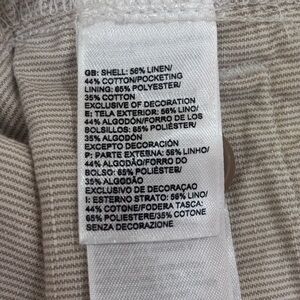 GB: SHELL: 56% LINEN/
44% COTTON/POCKETING
LINING: 65% POLYESTER/
35% COTTON
EXCLUSIVE OF DECORATION
E: TELA EXTERIOR: 56% LINO/
44% ALGODÓN/FORRO DE LOS
BOLSILLOS: 65% POLIÉSTER/
35% ALGODÓN
EXCEPTO DECORACIÓN
P: PARTE EXTERNA: 56% LINHO/
44% ALGODÃO/FORRO DO
BOLSO: 65% POLIÉSTER/
35% ALGODÃO
EXCLUSIVO DE DECORAÇAO
I: ESTERNO STRATO: 56% LINO/
44% COTONE/FODERA TASCA:
65% POLIESTERE/35% COTONE
SENZA DECORAZIONE